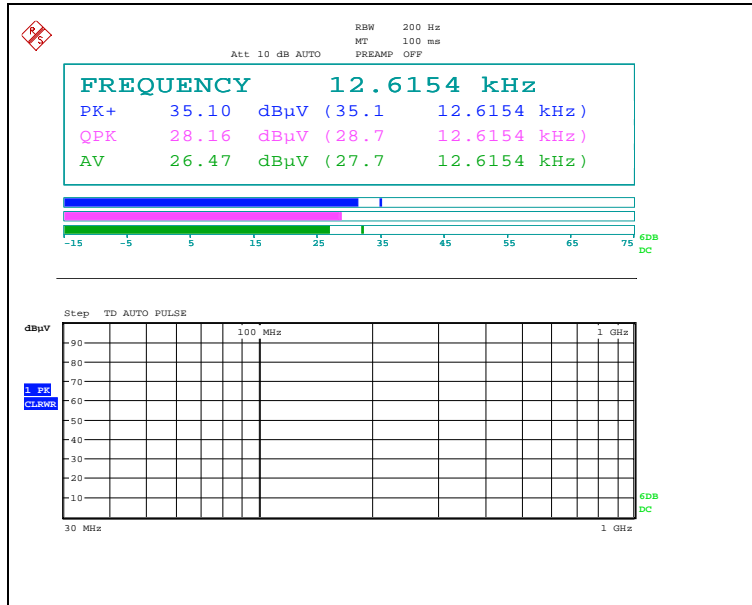 R S
RBW 200 Hz
MT 100 ms
Att 10 dB AUTO PREAMP OFF
FREQUENCY 12.6154 kHz
PK+ 35.10 dBµV (35.1 12.6154 kHz)
QPK 28.16 dBµV (28.7 12.6154 kHz)
AV 26.47 dBµV (27.7 12.6154 kHz)
-15 -5 5 15 25 35 45 55 65 75
6DB
DC
Step TD AUTO PULSE
dBµV
100 MHz 1 GHz
90
80
70
1 PK
60
CLRWR
50
40
30
20
10
6DB
DC
30 MHz 1 GHz